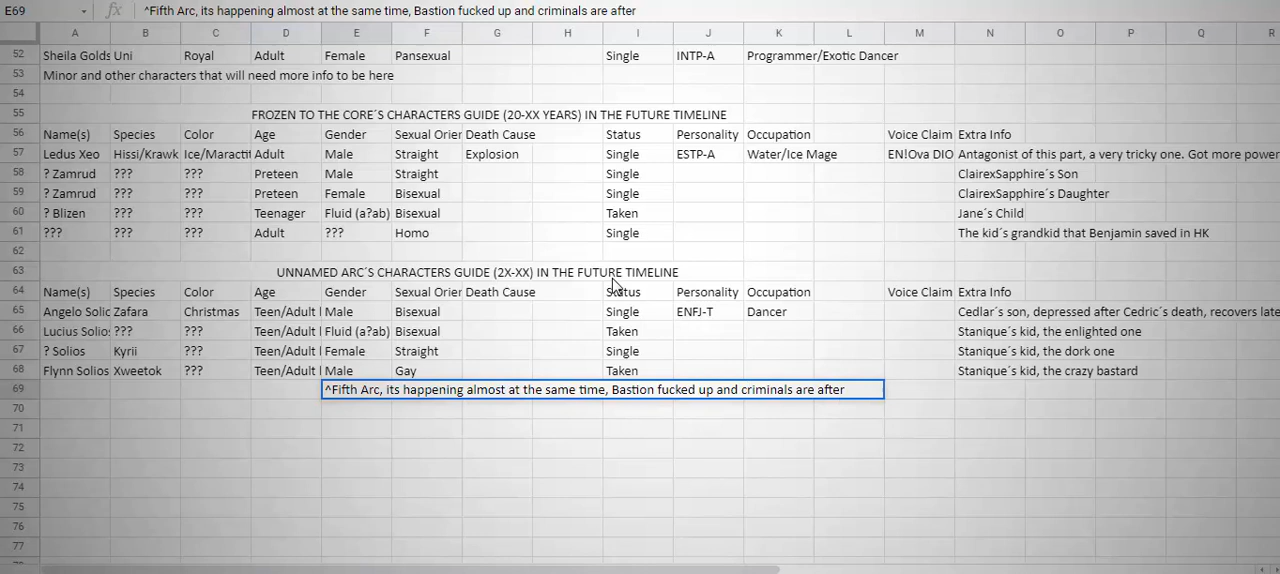 E69 fx ^Fifth Arc, its happening almost at the same time, Bastion fucked up and criminals are after
A B C D E F G H I J K L M N O P Q R
52 Sheila Golds Uni Royal Adult Female Pansexual Single INTP-A Programmer/Exotic Dancer
53 Minor and other characters that will need more info to be here
54
55 FROZEN TO THE CORE´S CHARACTERS GUIDE (20-XX YEARS) IN THE FUTURE TIMELINE
56 Name(s) Species Color Age Gender Sexual Orier Death Cause Status Personality Occupation Voice Claim Extra Info
57 Ledus Xeo Hissi/Krawk Ice/Maractit Adult Male Straight Explosion Single ESTP-A Water/Ice Mage EN!Ova DIO Antagonist of this part, a very tricky one. Got more power
58 ? Zamrud ??? ??? Preteen Male Straight Single ClairexSapphire´s Son
59 ? Zamrud ??? ??? Preteen Female Bisexual Single ClairexSapphire´s Daughter
60 ? Blizen ??? ??? Teenager Fluid (a?ab) Bisexual Taken Jane´s Child
61 ??? ??? ??? Adult ??? Homo Single The kid´s grandkid that Benjamin saved in HK
62
63 UNNAMED ARC´S CHARACTERS GUIDE (2X-XX) IN THE FUTURE TIMELINE
64 Name(s) Species Color Age Gender Sexual Orier Death Cause Status Personality Occupation Voice Claim Extra Info
65 Angelo Solic Zafara Christmas Teen/Adult Male Bisexual Single ENFJ-T Dancer Cedlar´s son, depressed after Cedric´s death, recovers late
66 Lucius Solio ??? ??? Teen/Adult Fluid (a?ab) Bisexual Taken Stanique´s kid, the enlighted one
67 ? Solios Kyrii ??? Teen/Adult Female Straight Single Stanique´s kid, the dork one
68 Flynn Solios Xweetok ??? Teen/Adult Male Gay Taken Stanique´s kid, the crazy bastard
69 ^Fifth Arc, its happening almost at the same time, Bastion fucked up and criminals are after
70
71
72
73
74
75
76
77